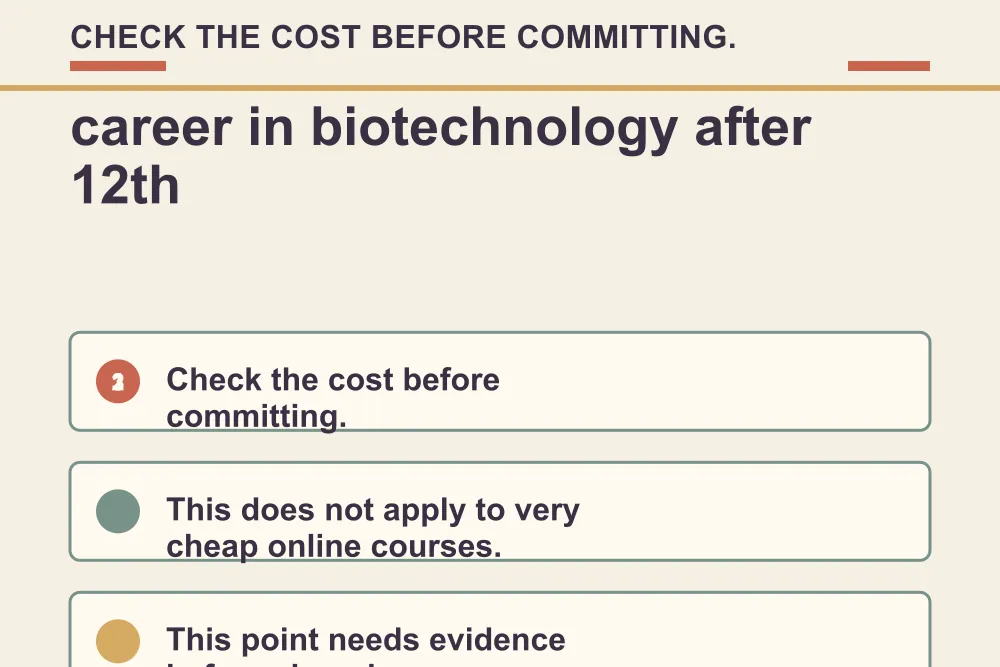 CHECK THE COST BEFORE COMMITTING.
career in biotechnology after
12th
Check the cost before
committing.
This does not apply to very
cheap online courses.
This point needs evidence